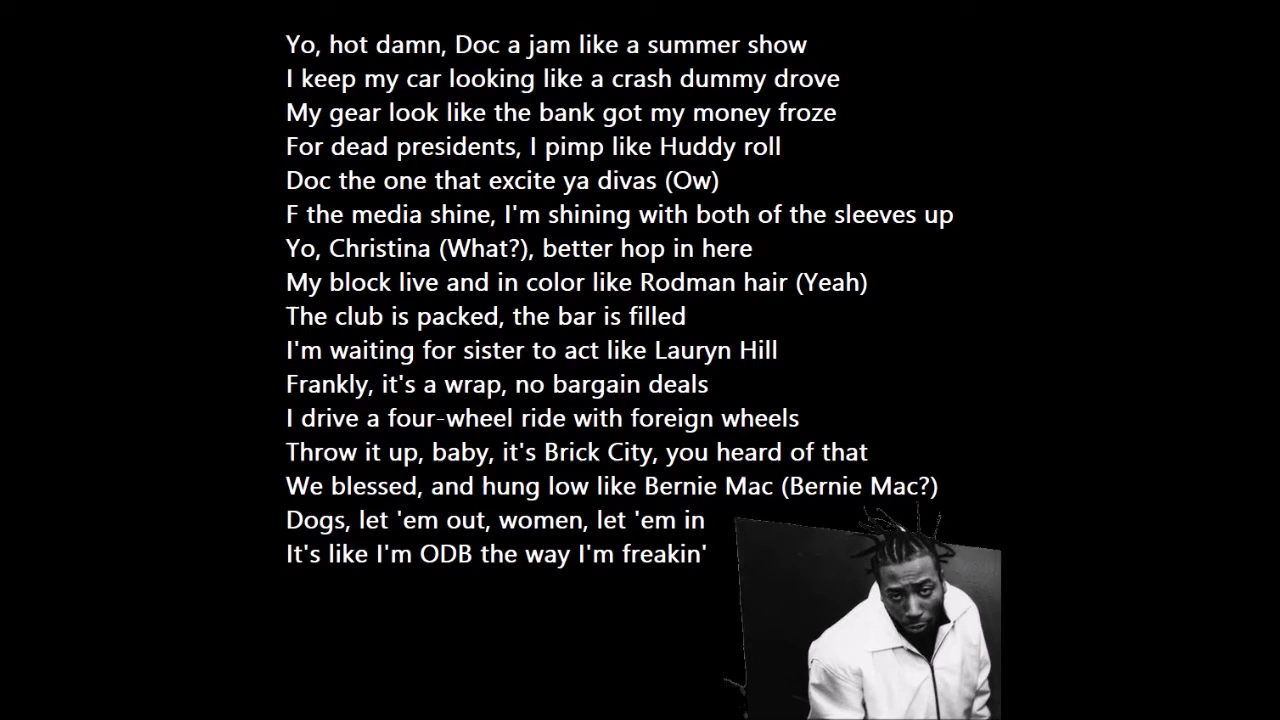 Yo, hot damn, Doc a jam like a summer show
I keep my car looking like a crash dummy drove
My gear look like the bank got my money froze
For dead presidents, I pimp like Huddy roll
Doc the one that excite ya divas (Ow)
F the media shine, I'm shining with both of the sleeves up
Yo, Christina (What?), better hop in here
My block live and in color like Rodman hair (Yeah)
The club is packed, the bar is filled
I'm waiting for sister to act like Lauryn Hill
Frankly, it's a wrap, no bargain deals
I drive a four-wheel ride with foreign wheels
Throw it up, baby, it's Brick City, you heard of that
We blessed, and hung low like Bernie Mac (Bernie Mac?)
Dogs, let 'em out, women, let 'em in
It's like I'm ODB the way I'm freakin'